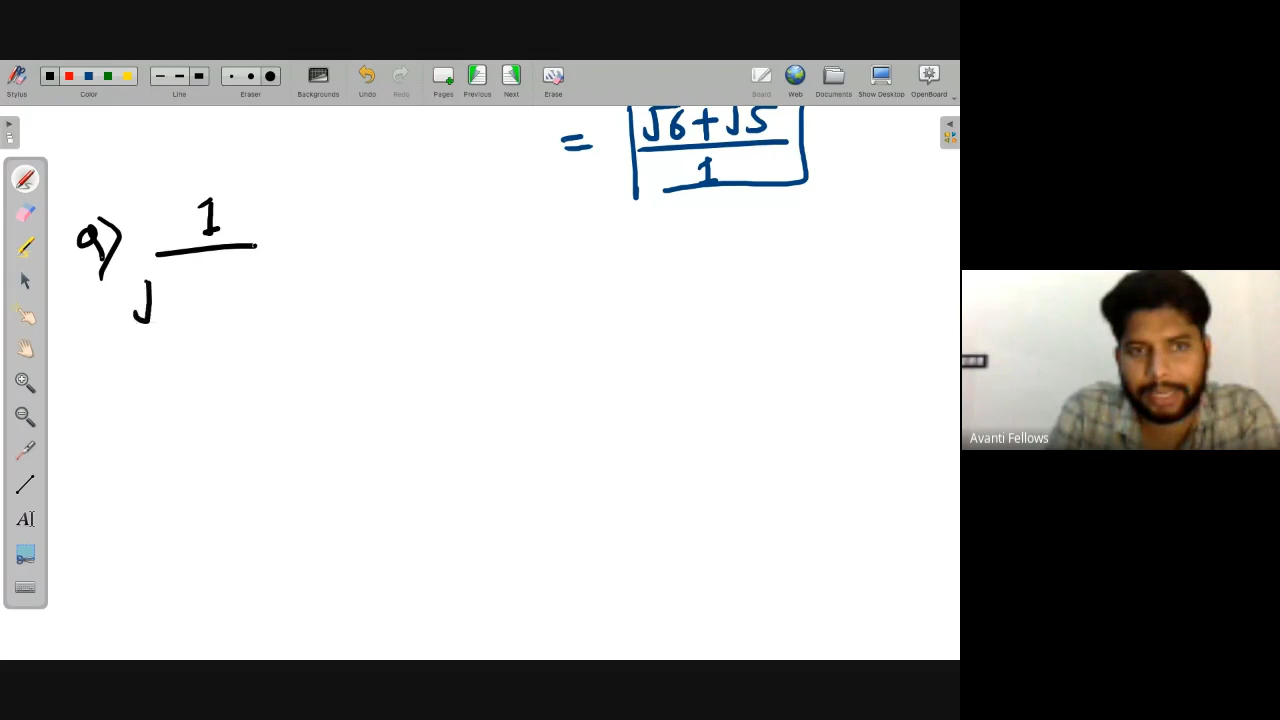 Stylus Color Line Eraser Backgrounds Undo Redo Pages Previous Next Erase Board Web Documents Show Desktop OpenBoard
= √6+√5
1
Q) 1
√
Avanti Fellows